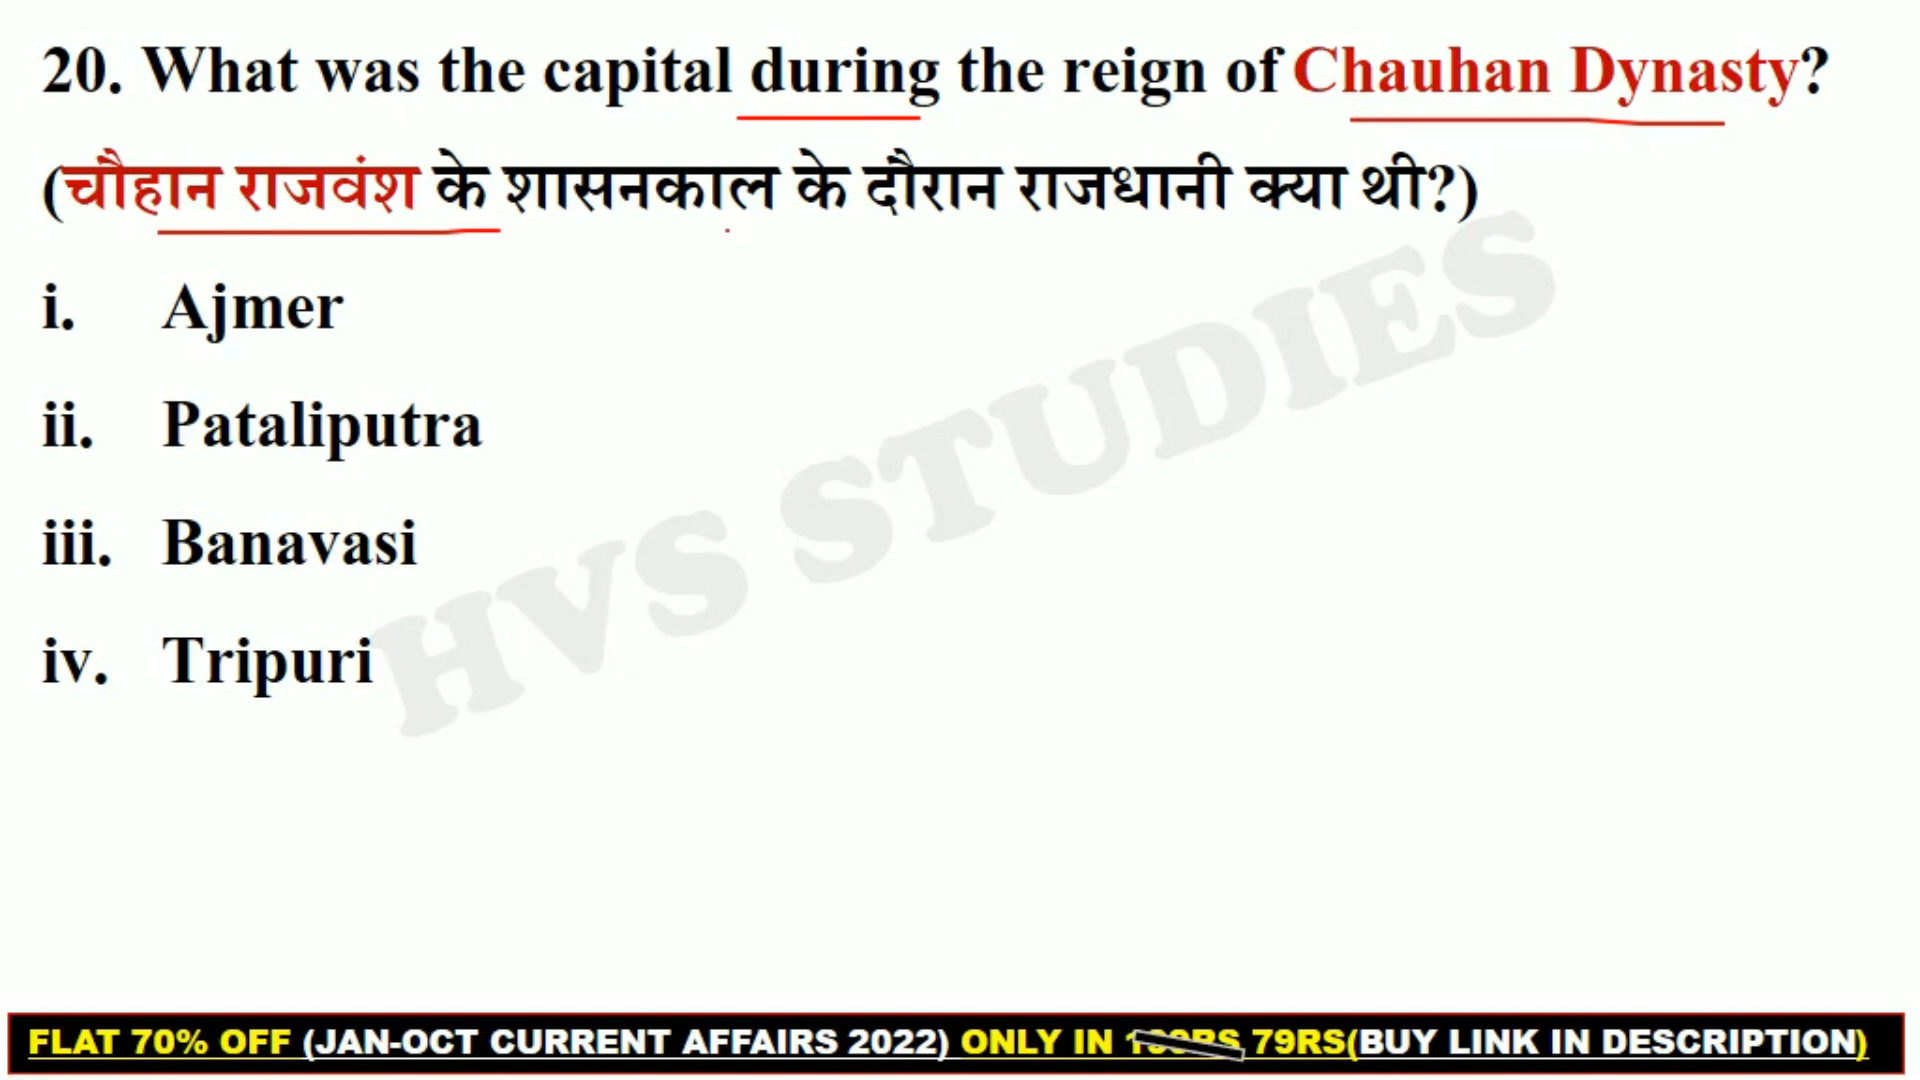 20. What was the capital during the reign of Chauhan Dynasty?
(चौहान राजवंश के शासनकाल के दौरान राजधानी क्या थी?)
i. Ajmer
ii. Pataliputra
iii. Banavasi
iv. Tripuri
HVS STUDIES
FLAT 70% OFF (JAN-OCT CURRENT AFFAIRS 2022) ONLY IN 79RS(BUY LINK IN DESCRIPTION)